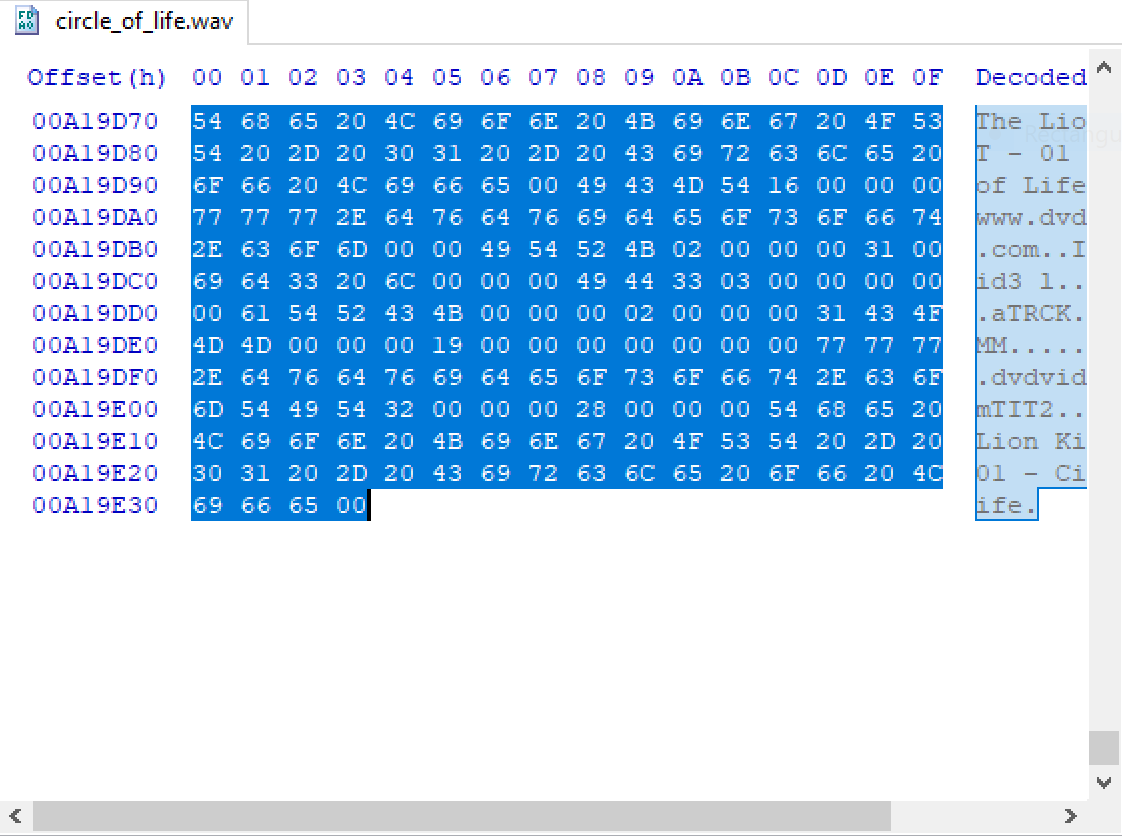 circle_of_life.wav
Offset(h) 00 01 02 03 04 05 06 07 08 09 0A 0B 0C 0D 0E 0F Decoded
00A19D70 54 68 65 20 4C 69 6F 6E 20 4B 69 6E 67 20 4F 53 The Lio
00A19D80 54 20 2D 20 30 31 20 2D 20 43 69 72 63 6C 65 20 T - 01
00A19D90 6F 66 20 4C 69 66 65 00 49 43 4D 54 16 00 00 00 of Life
00A19DA0 77 77 77 2E 64 76 64 76 69 64 65 6F 73 6F 66 74 www.dvd
00A19DB0 2E 63 6F 6D 00 00 49 54 52 4B 02 00 00 00 31 00 .com..I
00A19DC0 69 64 33 20 6C 00 00 00 49 44 33 03 00 00 00 00 id3 l..
00A19DD0 00 61 54 52 43 4B 00 00 00 02 00 00 00 31 43 4F .aTRCK.
00A19DE0 4D 4D 00 00 00 19 00 00 00 00 00 00 00 77 77 77 MM.....
00A19DF0 2E 64 76 64 76 69 64 65 6F 73 6F 66 74 2E 63 6F .dvdvid
00A19E00 6D 54 49 54 32 00 00 00 28 00 00 00 54 68 65 20 mTIT2..
00A19E10 4C 69 6F 6E 20 4B 69 6E 67 20 4F 53 54 20 2D 20 Lion Ki
00A19E20 30 31 20 2D 20 43 69 72 63 6C 65 20 6F 66 20 4C 01 - Ci
00A19E30 69 66 65 00 ife.